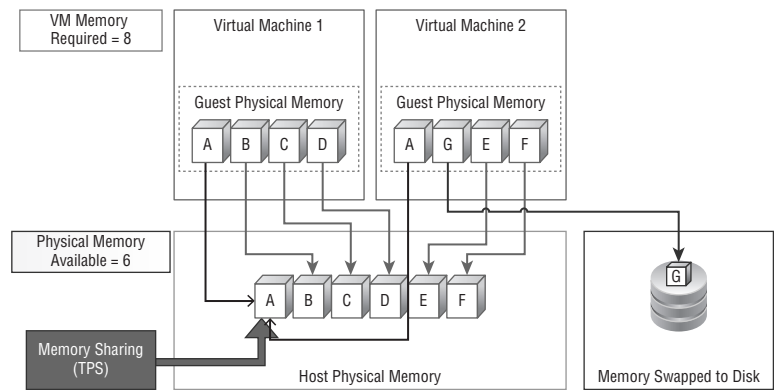 VM Memory
Required = 8
Virtual Machine 1
Virtual Machine 2
Guest Physical Memory
Guest Physical Memory
A B C D
A G E F
Physical Memory
Available = 6
A B C D E F
G
Memory Sharing
(TPS)
Host Physical Memory
Memory Swapped to Disk